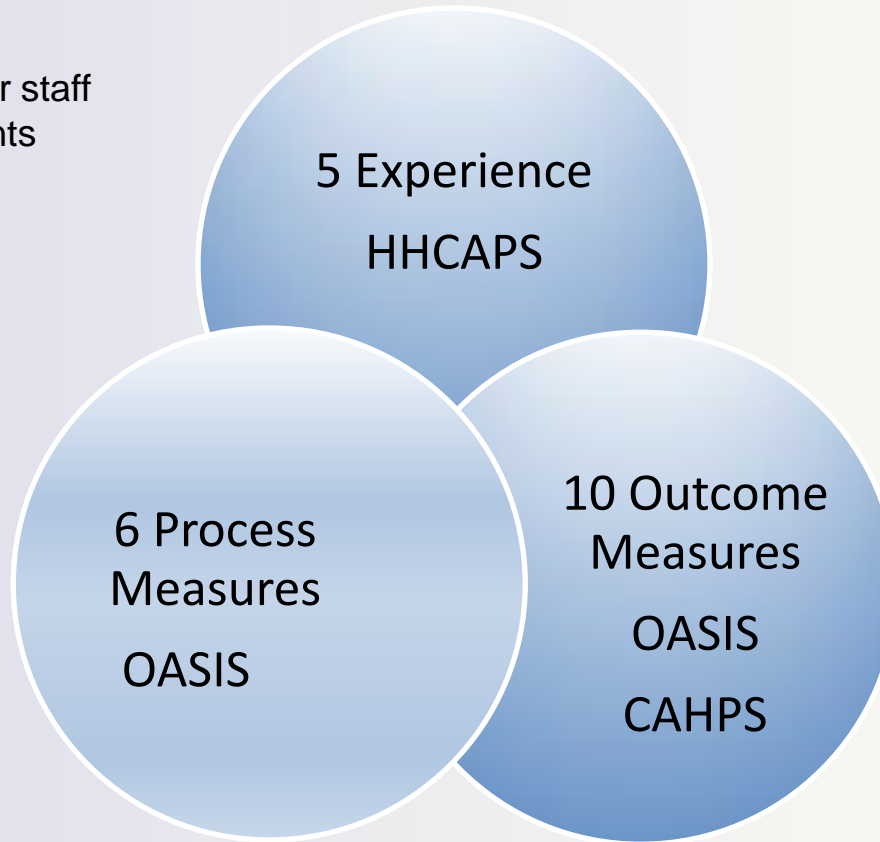 r staff
nts
5 Experience
HHCAPS
6 Process
Measures
OASIS
10 Outcome
Measures
OASIS
CAHPS